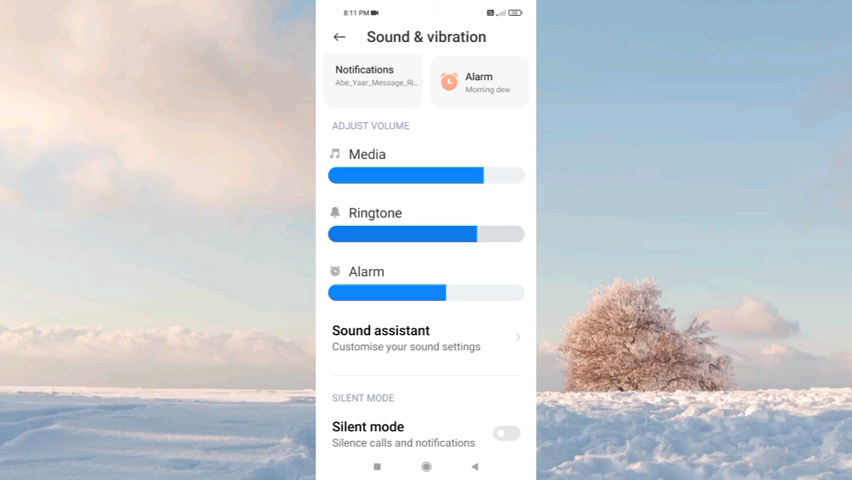 8:11 PM
Sound & vibration
Notifications
Abe_Yaar_Message_Ri...
Alarm
Morning dew
ADJUST VOLUME
Media
Ringtone
Alarm
Sound assistant
Customise your sound settings
SILENT MODE
Silent mode
Silence calls and notifications